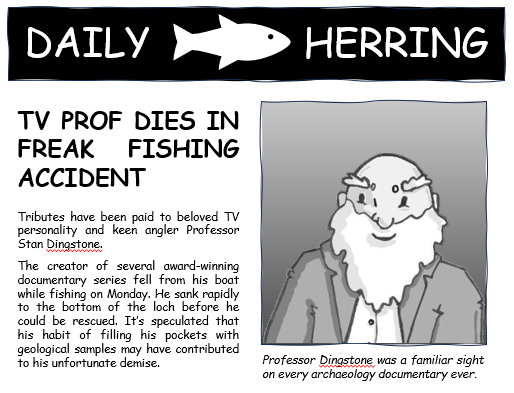 DAILY HERRING
TV PROF DIES IN
FREAK FISHING
ACCIDENT
Tributes have been paid to beloved TV
personality and keen angler Professor
Stan Dingstone.
The creator of several award-winning
documentary series fell from his boat
while fishing on Monday. He sank rapidly
to the bottom of the loch before he
could be rescued. It's speculated that
his habit of filling his pockets with
geological samples may have contributed
to his unfortunate demise.
Professor Dingstone was a familiar sight
on every archaeology documentary ever.